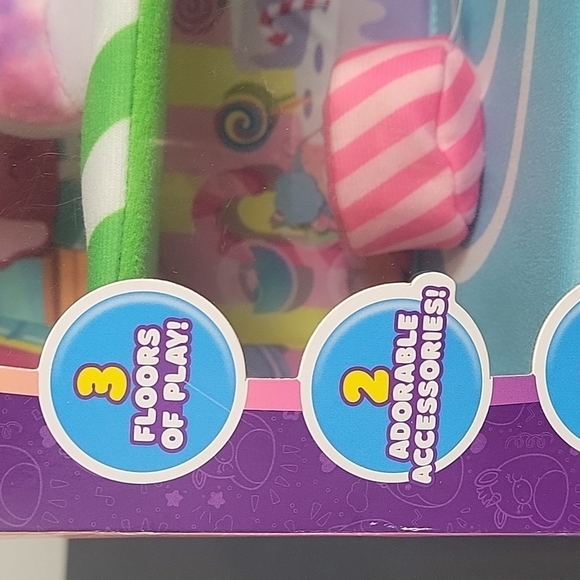 3
FLOORS
OF PLAY!
2
ADORABLE
ACCESSORIES!